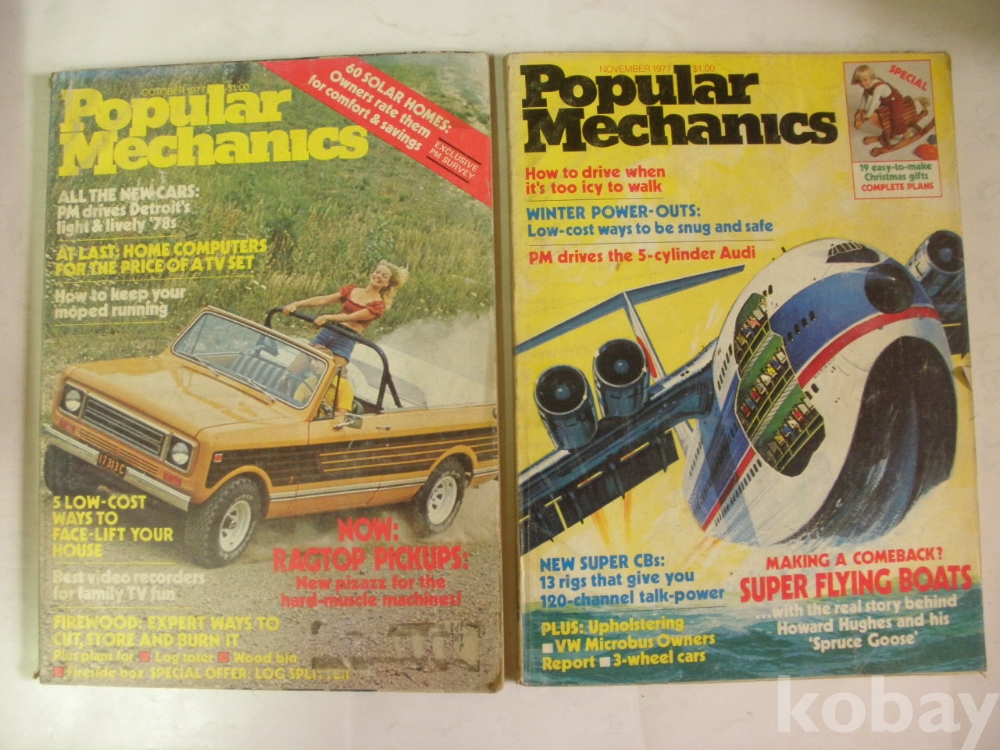 OCTOBER 1977 $1.00
Popular
Mechanics
60 SOLAR HOMES:
Owners rate them
for comfort & savings
EXCLUSIVE
PM SURVEY
ALL THE NEW CARS:
PM drives Detroit's
light & lively '78s
AT LAST: HOME COMPUTERS
FOR THE PRICE OF A TV SET
How to keep your
moped running
17 313 C
5 LOW-COST
WAYS TO
FACE-LIFT YOUR
HOUSE
Best video recorders
for family TV fun
NOW:
RAGTOP PICKUPS:
New pizazz for the
hard-muscle machines!
FIREWOOD: EXPERT WAYS TO
CUT, STORE AND BURN IT
Plus plans for ■ Log toter ■ Wood bin
■ Fireside box SPECIAL OFFER: LOG SPLITTER
NOVEMBER 1977 $1.00
Popular
Mechanics
SPECIAL
19 easy-to-make
Christmas gifts
COMPLETE PLANS
How to drive when
it's too icy to walk
WINTER POWER-OUTS:
Low-cost ways to be snug and safe
PM drives the 5-cylinder Audi
NEW SUPER CBs:
13 rigs that give you
120-channel talk-power
PLUS: Upholstering
■ VW Microbus Owners
Report ■ 3-wheel cars
MAKING A COMEBACK?
SUPER FLYING BOATS
...with the real story behind
Howard Hughes and his
'Spruce Goose'
kobay